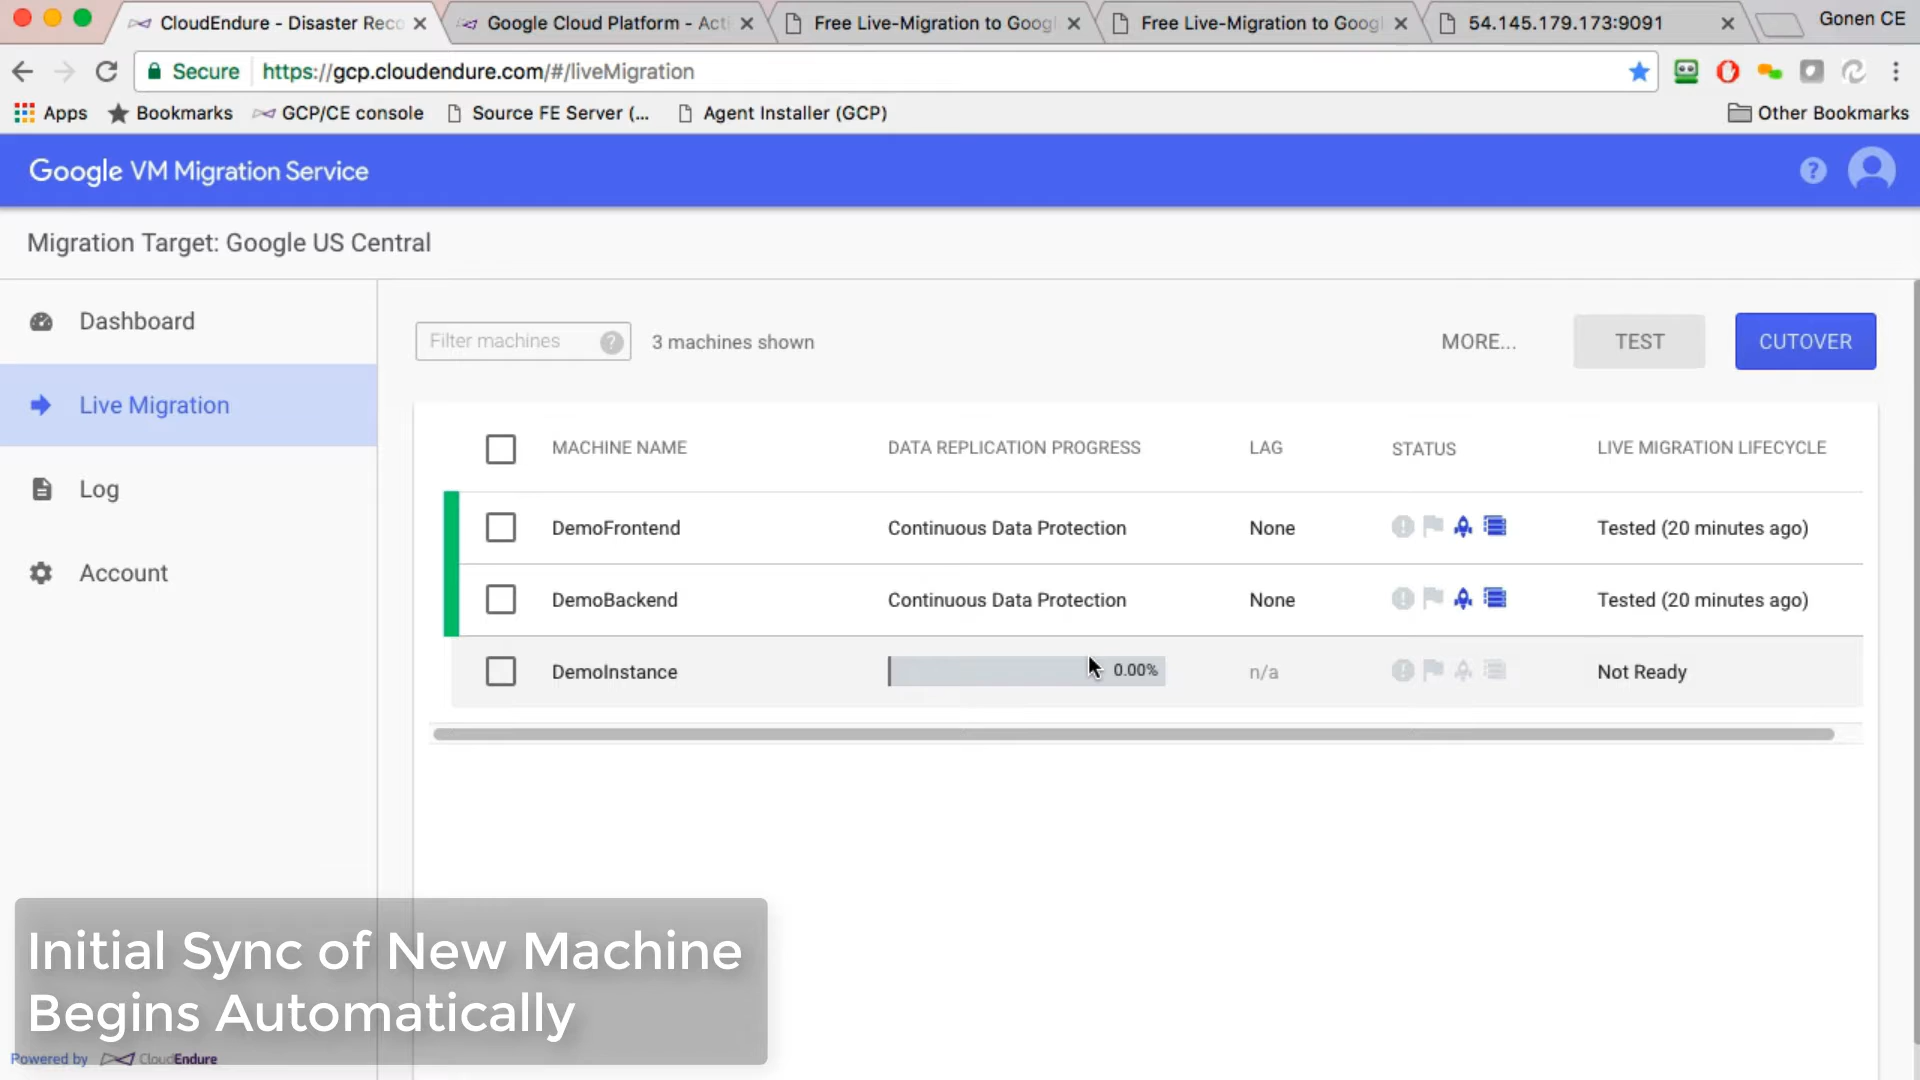 CloudEndure - Disaster Reco
Google Cloud Platform - Acti
Free Live-Migration to Googl
Free Live-Migration to Googl
54.145.179.173:9091
Gonen CE
Secure
https://gcp.cloudendure.com/#/liveMigration
Apps
Bookmarks
GCP/CE console
Source FE Server (...
Agent Installer (GCP)
Other Bookmarks
Google VM Migration Service
?
Migration Target: Google US Central
Dashboard
Live Migration
Log
Account
Filter machines ?
3 machines shown
MORE...
TEST
CUTOVER
MACHINE NAME DATA REPLICATION PROGRESS LAG STATUS LIVE MIGRATION LIFECYCLE
DemoFrontend Continuous Data Protection None Tested (20 minutes ago)
DemoBackend Continuous Data Protection None Tested (20 minutes ago)
DemoInstance 0.00% n/a Not Ready
Initial Sync of New Machine
Begins Automatically
Powered by CloudEndure